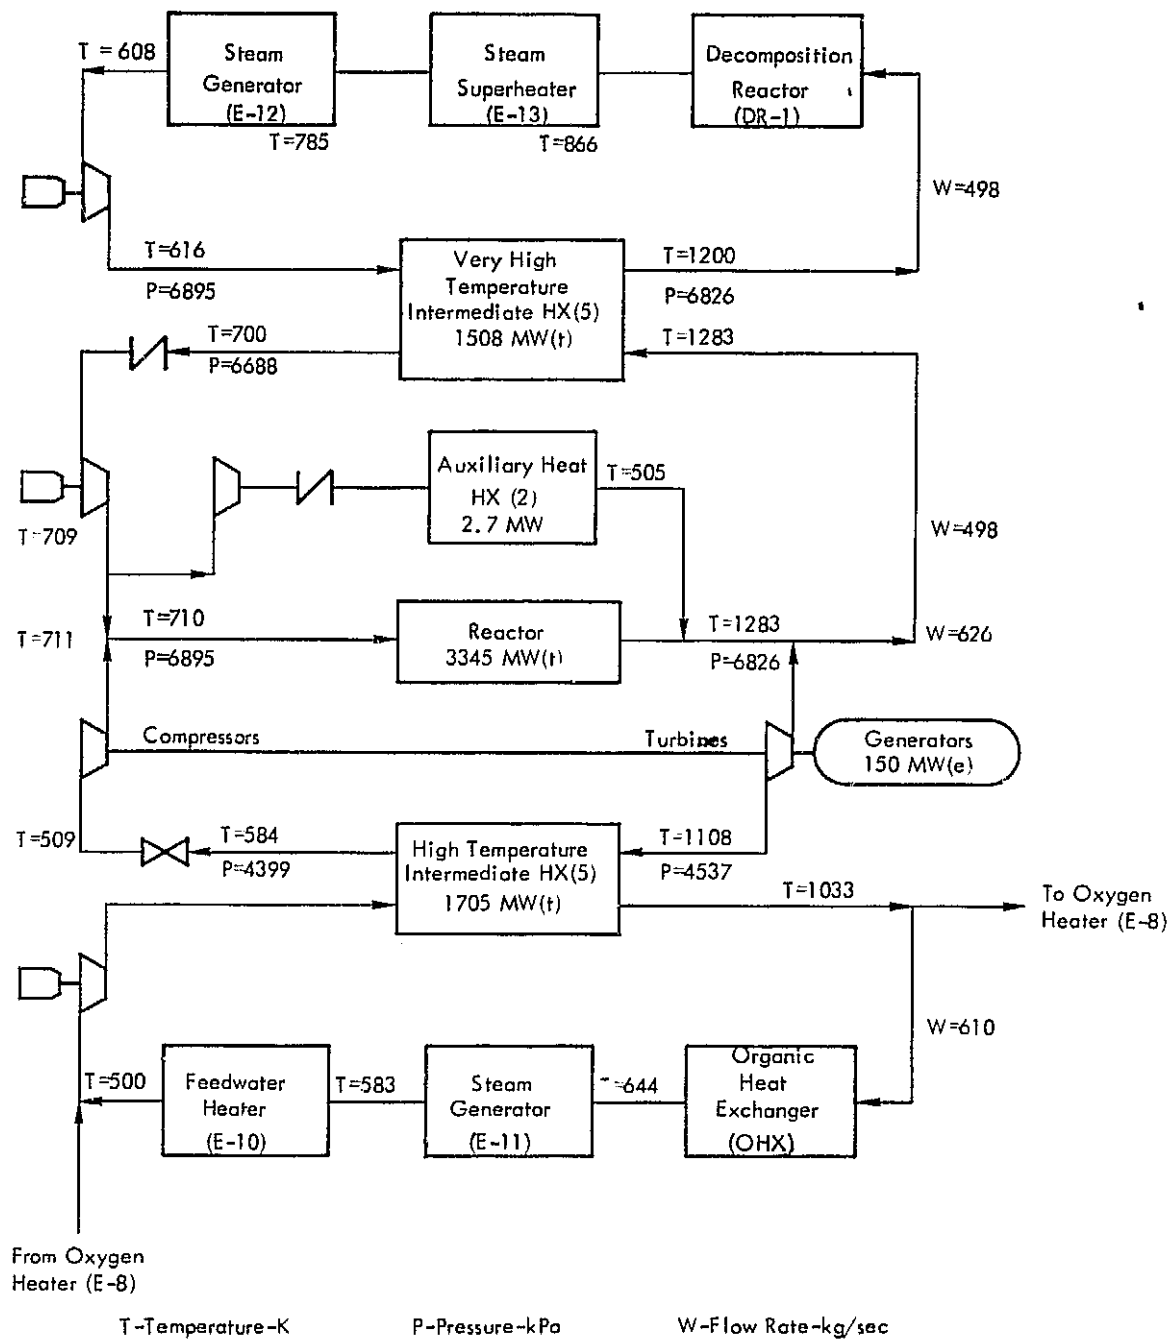 T = 608
Steam
Generator
(E-12)
T=785
Steam
Superheater
(E-13)
T=866
Decomposition
Reactor
(DR-1)
W=498
T=616
P=6895
Very High
Temperature
Intermediate HX(5)
1508 MW(t)
T=1200
P=6826
T=700
P=6688
T=1283
Auxiliary Heat
HX (2)
2.7 MW
T=505
T=709
W=498
T=711
T=710
P=6895
Reactor
3345 MW(t)
T=1283
P=6826
W=626
Compressors
Turbines
Generators
150 MW(e)
T=509
T=584
P=4399
High Temperature
Intermediate HX(5)
1705 MW(t)
T=1108
P=4537
T=1033
To Oxygen
Heater (E-8)
W=610
T=500
Feedwater
Heater
(E-10)
T=583
Steam
Generator
(E-11)
T=644
Organic
Heat
Exchanger
(OHX)
From Oxygen
Heater (E-8)
T-Temperature-K
P-Pressure-kPa
W-Flow Rate-kg/sec